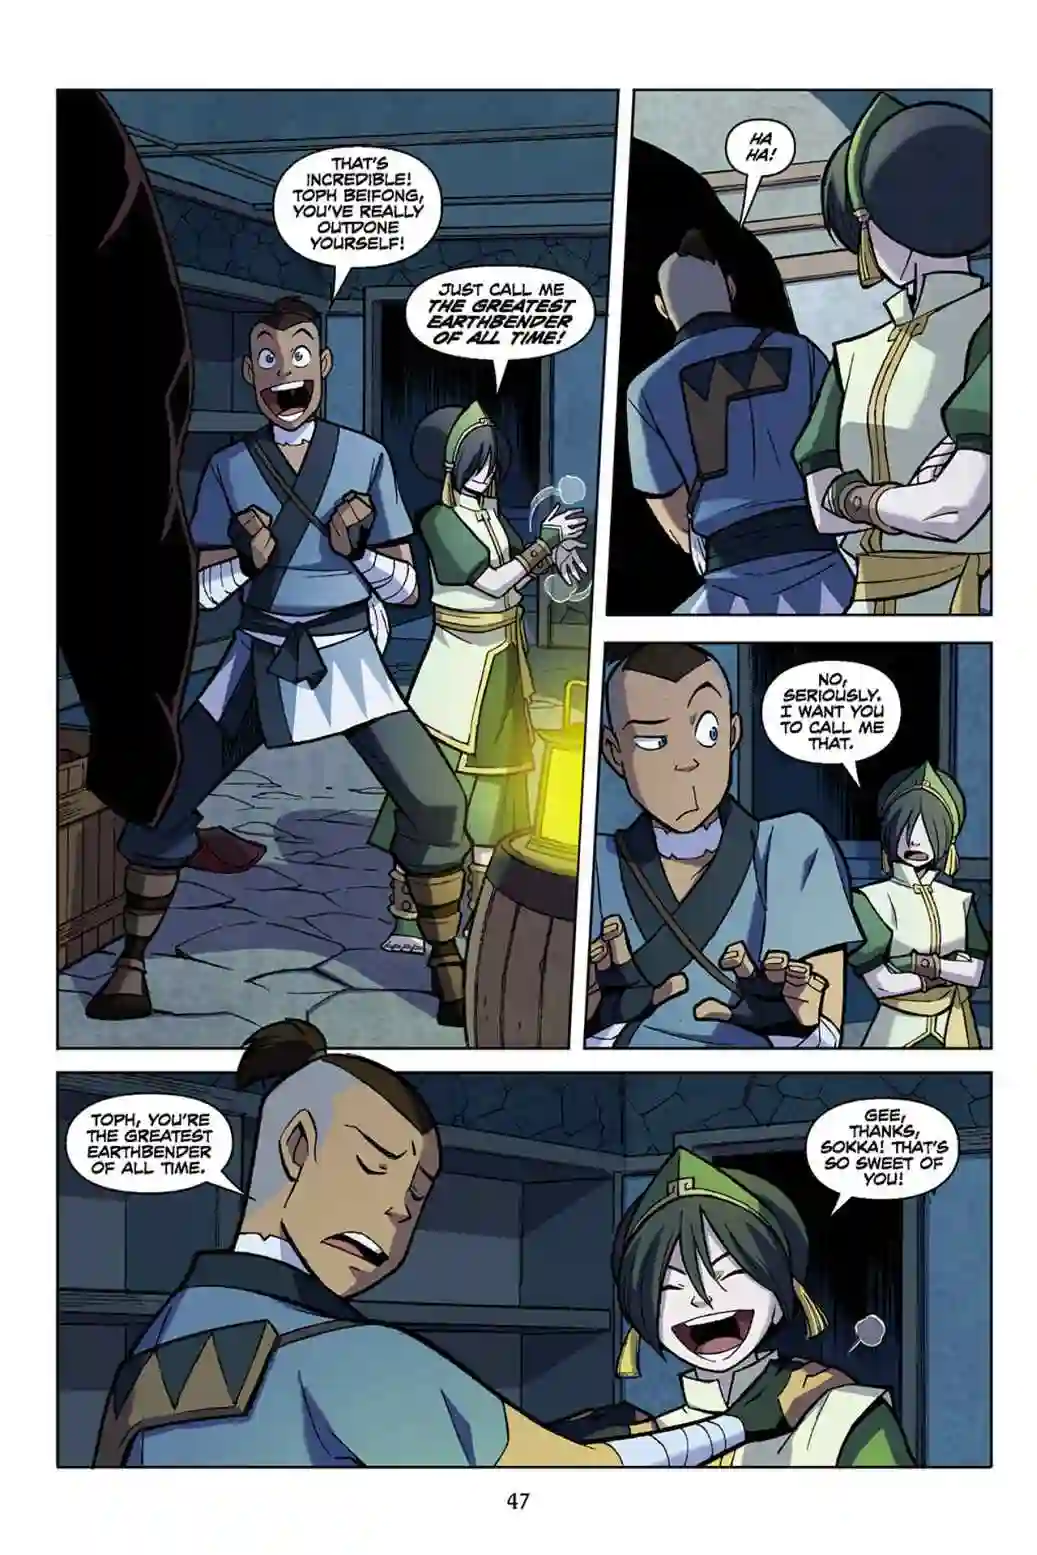 THAT'S
INCREDIBLE!
TOPH BEIFONG,
YOU'VE REALLY
OUTDONE
YOURSELF!
JUST CALL ME
THE GREATEST
EARTHBENDER
OF ALL TIME!
HA
HA!
NO,
SERIOUSLY.
I WANT YOU
TO CALL ME
THAT.
TOPH, YOU'RE
THE GREATEST
EARTHBENDER
OF ALL TIME.
GEE,
THANKS,
SOKKA! THAT'S
SO SWEET OF
YOU!
47